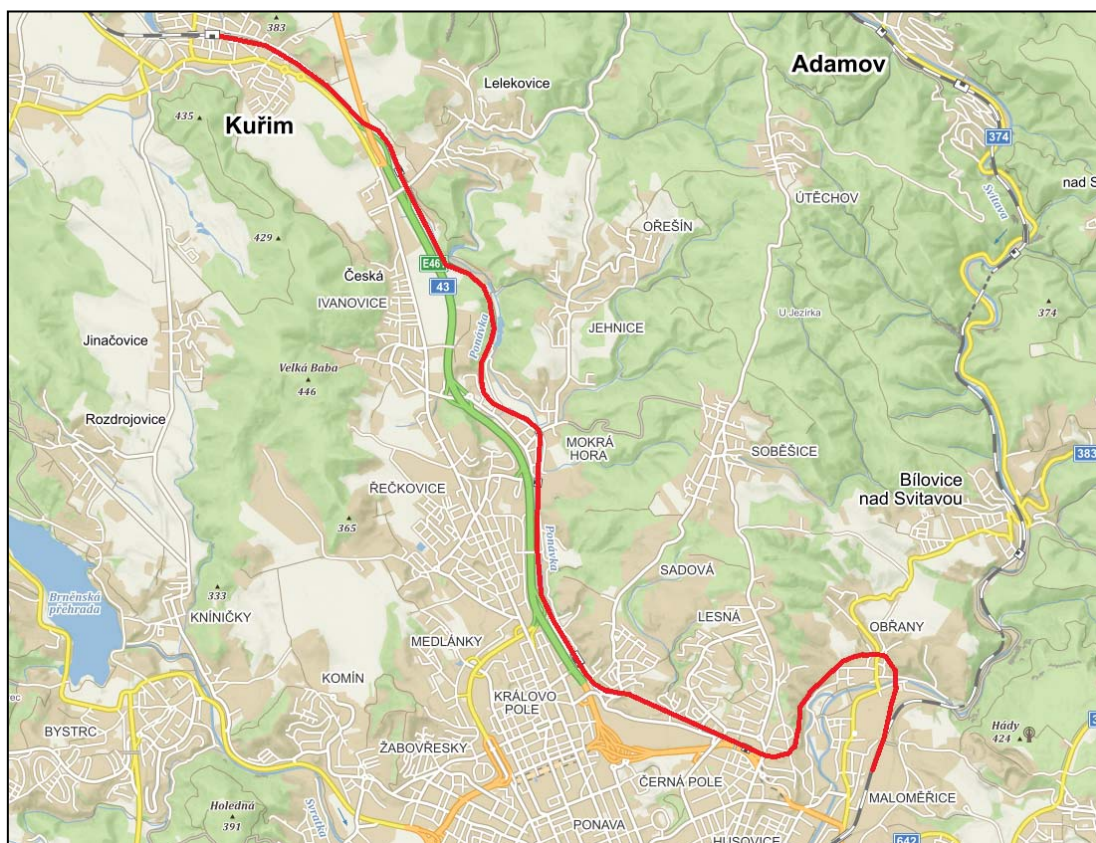 383
Adamov
Lelekovice
435
Kuřim
374
nad S
Svitava
ÚTĚCHOV
OŘEŠÍN
429
E461
Česká
43
IVANOVICE
374
U Jezírka
Ponávka
JEHNICE
Jinačovice
Velká Baba
446
Rozdrojovice
MOKRÁ
HORA
SOBĚŠICE
383
Bílovice
nad Svitavou
ŘEČKOVICE
365
Ponávka
SADOVÁ
Brněnská
přehrada
333
KNÍNIČKY
LESNÁ
OBŘANY
MEDLÁNKY
KOMÍN
KRÁLOVO
POLE
BYSTRC
Hády
424
ŽABOVŘESKY
ČERNÁ POLE
MALOMĚŘICE
Holedná
391
Svratka
PONAVA
HUSOVICE
642